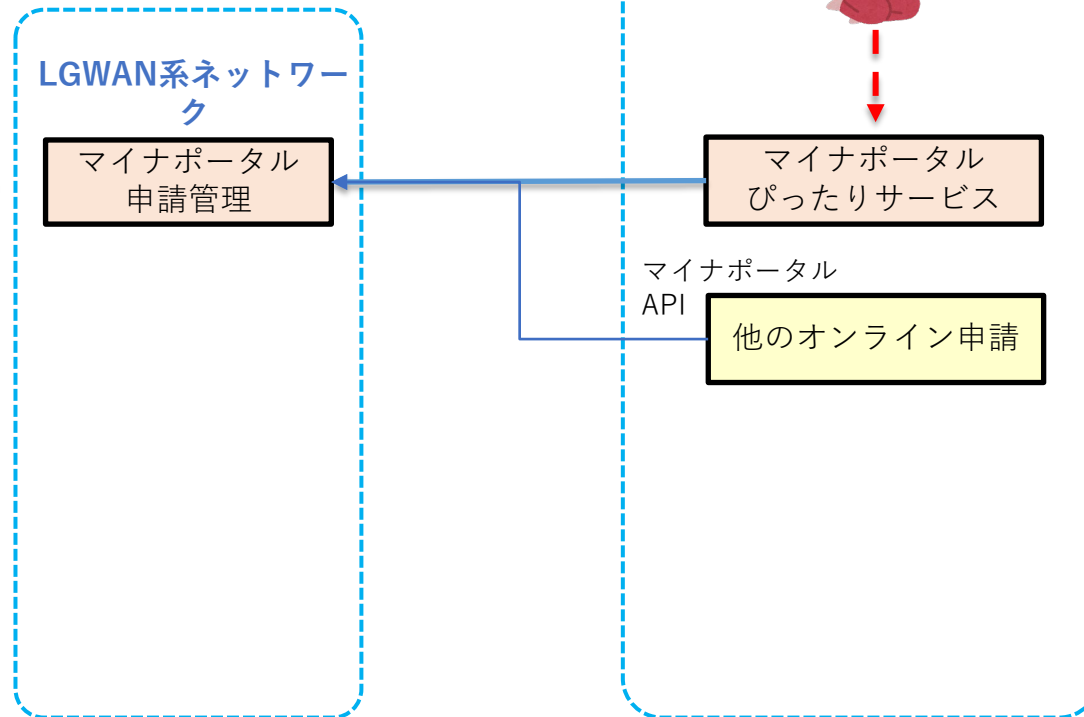 LGWAN系ネットワー
ク
マイナポータル
申請管理
マイナポータル
ぴったりサービス
マイナポータル
API
他のオンライン申請